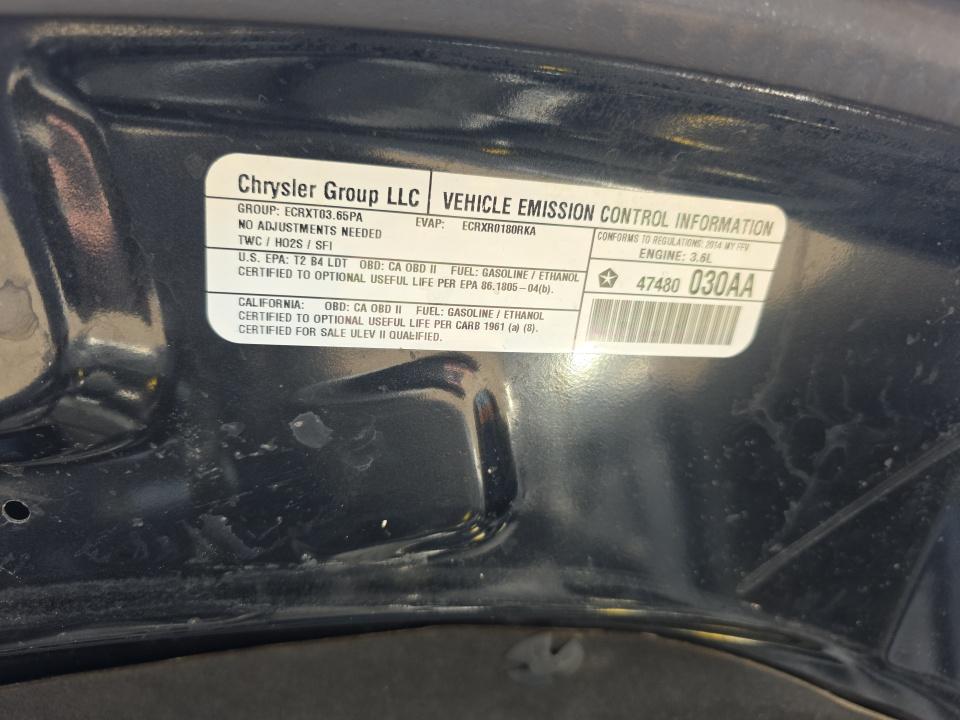 Chrysler Group LLC
VEHICLE EMISSION CONTROL INFORMATION
GROUP: ECRXT03.65PA
EVAP: ECRXR0180RKA
NO ADJUSTMENTS NEEDED
TWC / HO2S / SFI
CONFORMS TO REGULATIONS: 2014 MY FFV
ENGINE: 3.6L
U.S. EPA: T2 B4 LDT OBD: CA OBD II FUEL: GASOLINE / ETHANOL
CERTIFIED TO OPTIONAL USEFUL LIFE PER EPA 86.1805-04(b).
47480 030AA
CALIFORNIA: OBD: CA OBD II FUEL: GASOLINE / ETHANOL
CERTIFIED TO OPTIONAL USEFUL LIFE PER CARB 1961 (a) (8).
CERTIFIED FOR SALE ULEV II QUALIFIED.